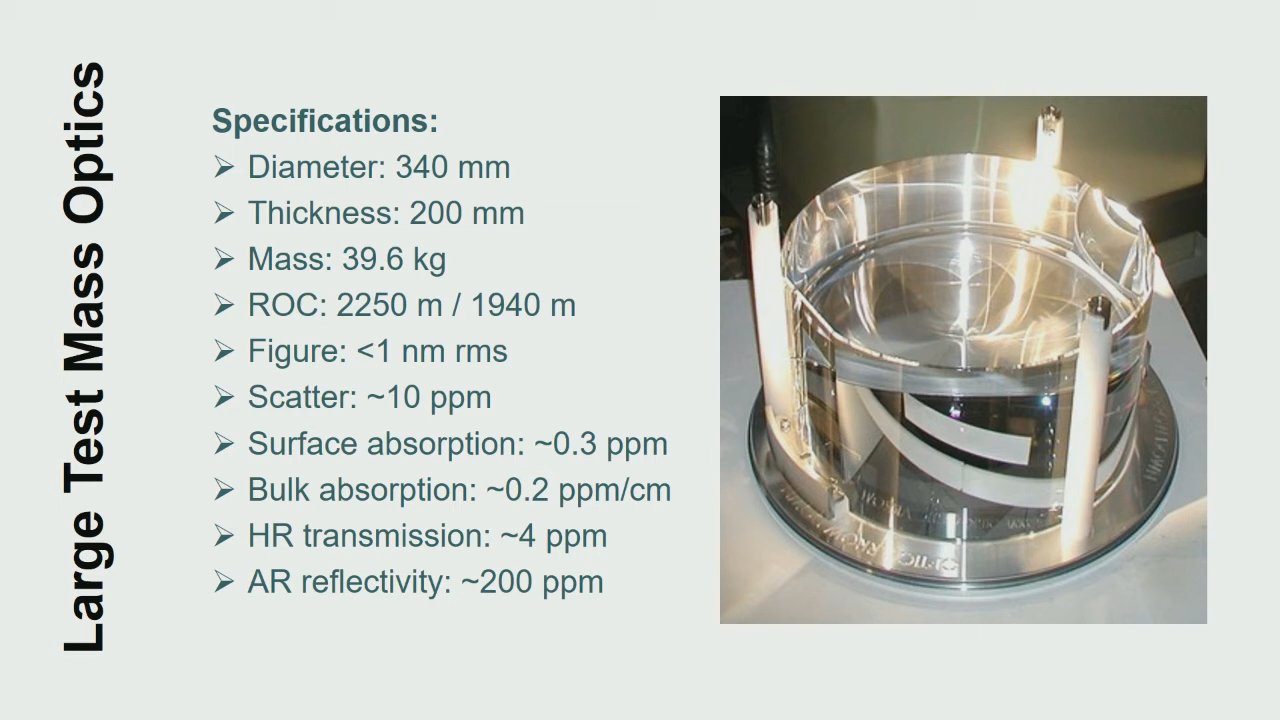 Large Test Mass Optics
Specifications:
➢ Diameter: 340 mm
➢ Thickness: 200 mm
➢ Mass: 39.6 kg
➢ ROC: 2250 m / 1940 m
➢ Figure: <1 nm rms
➢ Scatter: ~10 ppm
➢ Surface absorption: ~0.3 ppm
➢ Bulk absorption: ~0.2 ppm/cm
➢ HR transmission: ~4 ppm
➢ AR reflectivity: ~200 ppm